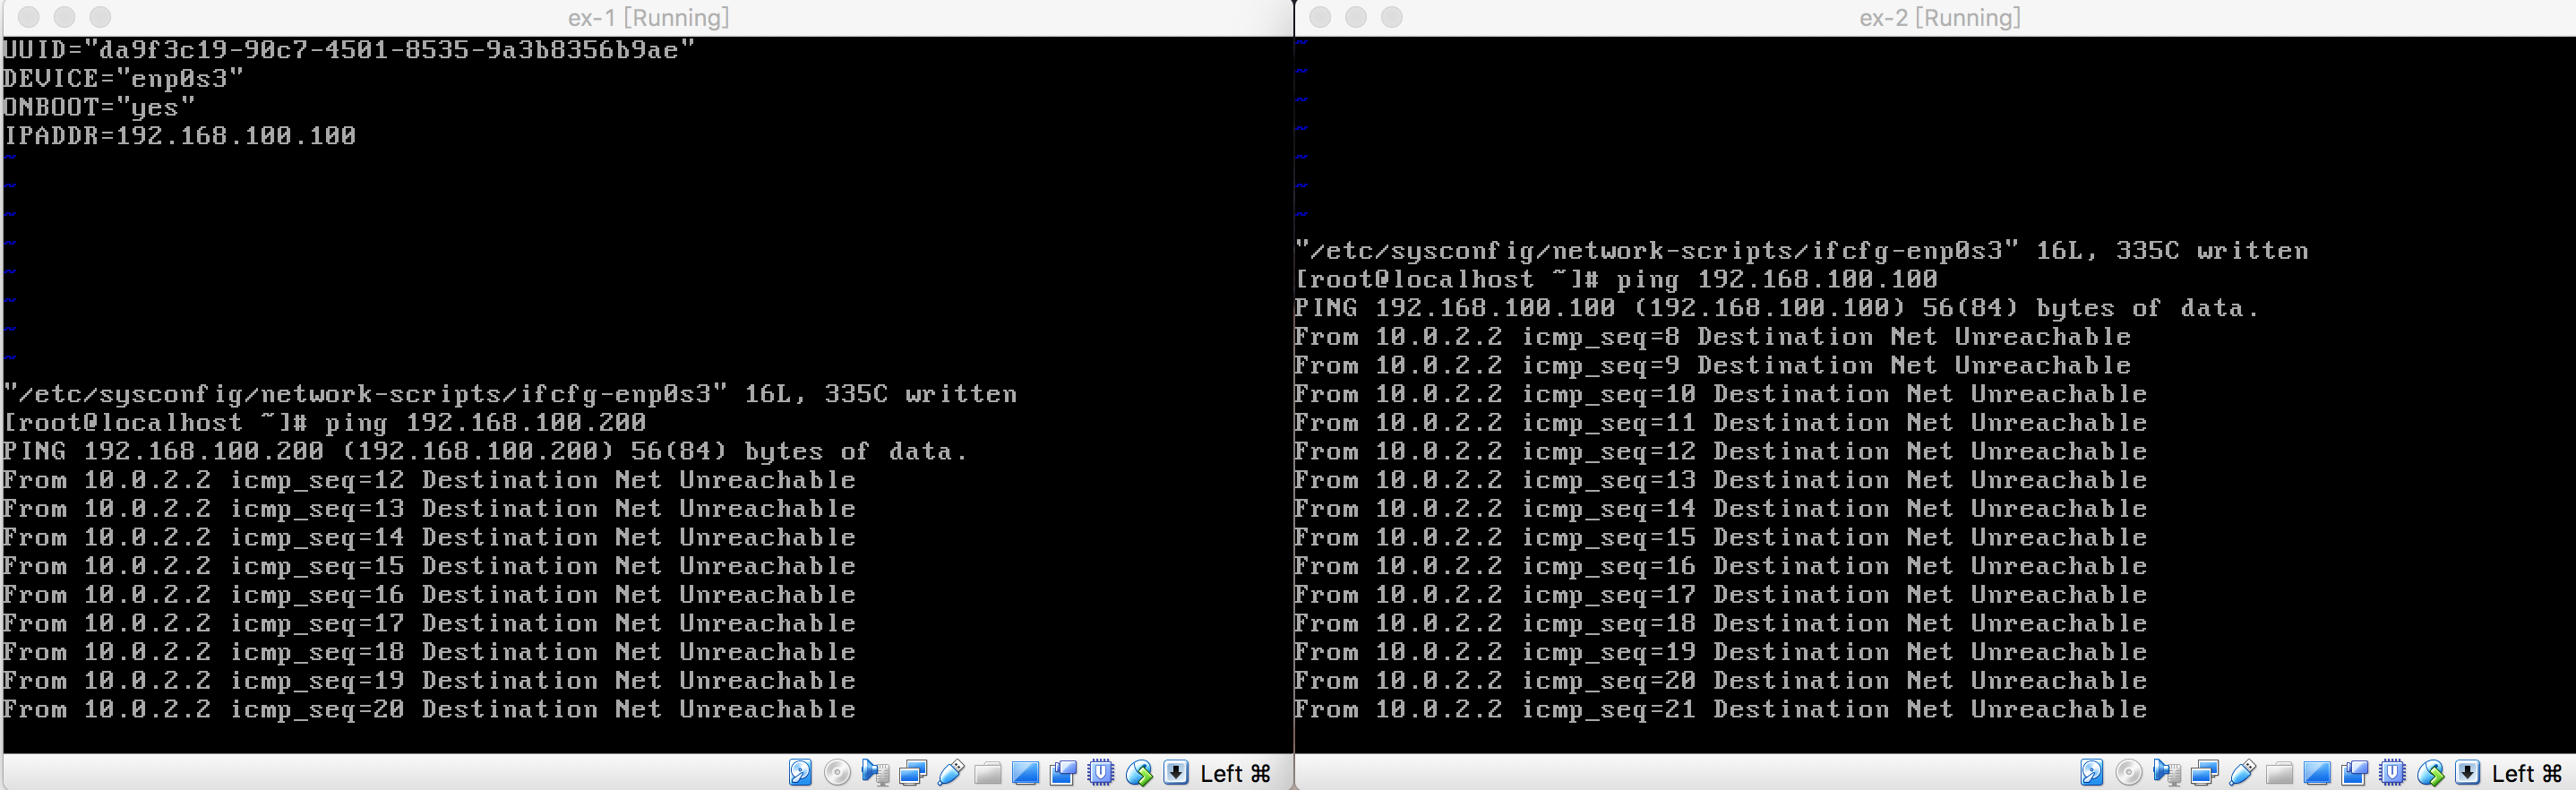 ex-1 [Running]
UUID="da9f3c19-90c7-4501-8535-9a3b8356b9ae"
DEVICE="enp0s3"
ONBOOT="yes"
IPADDR=192.168.100.100
~
~
~
~
~
~
~
~
"/etc/sysconfig/network-scripts/ifcfg-enp0s3" 16L, 335C written
[root@localhost ~]# ping 192.168.100.200
PING 192.168.100.200 (192.168.100.200) 56(84) bytes of data.
From 10.0.2.2 icmp_seq=12 Destination Net Unreachable
From 10.0.2.2 icmp_seq=13 Destination Net Unreachable
From 10.0.2.2 icmp_seq=14 Destination Net Unreachable
From 10.0.2.2 icmp_seq=15 Destination Net Unreachable
From 10.0.2.2 icmp_seq=16 Destination Net Unreachable
From 10.0.2.2 icmp_seq=17 Destination Net Unreachable
From 10.0.2.2 icmp_seq=18 Destination Net Unreachable
From 10.0.2.2 icmp_seq=19 Destination Net Unreachable
From 10.0.2.2 icmp_seq=20 Destination Net Unreachable
Left ⌘
ex-2 [Running]
~
~
~
~
~
~
~
"/etc/sysconfig/network-scripts/ifcfg-enp0s3" 16L, 335C written
[root@localhost ~]# ping 192.168.100.100
PING 192.168.100.100 (192.168.100.100) 56(84) bytes of data.
From 10.0.2.2 icmp_seq=8 Destination Net Unreachable
From 10.0.2.2 icmp_seq=9 Destination Net Unreachable
From 10.0.2.2 icmp_seq=10 Destination Net Unreachable
From 10.0.2.2 icmp_seq=11 Destination Net Unreachable
From 10.0.2.2 icmp_seq=12 Destination Net Unreachable
From 10.0.2.2 icmp_seq=13 Destination Net Unreachable
From 10.0.2.2 icmp_seq=14 Destination Net Unreachable
From 10.0.2.2 icmp_seq=15 Destination Net Unreachable
From 10.0.2.2 icmp_seq=16 Destination Net Unreachable
From 10.0.2.2 icmp_seq=17 Destination Net Unreachable
From 10.0.2.2 icmp_seq=18 Destination Net Unreachable
From 10.0.2.2 icmp_seq=19 Destination Net Unreachable
From 10.0.2.2 icmp_seq=20 Destination Net Unreachable
From 10.0.2.2 icmp_seq=21 Destination Net Unreachable
Left ⌘